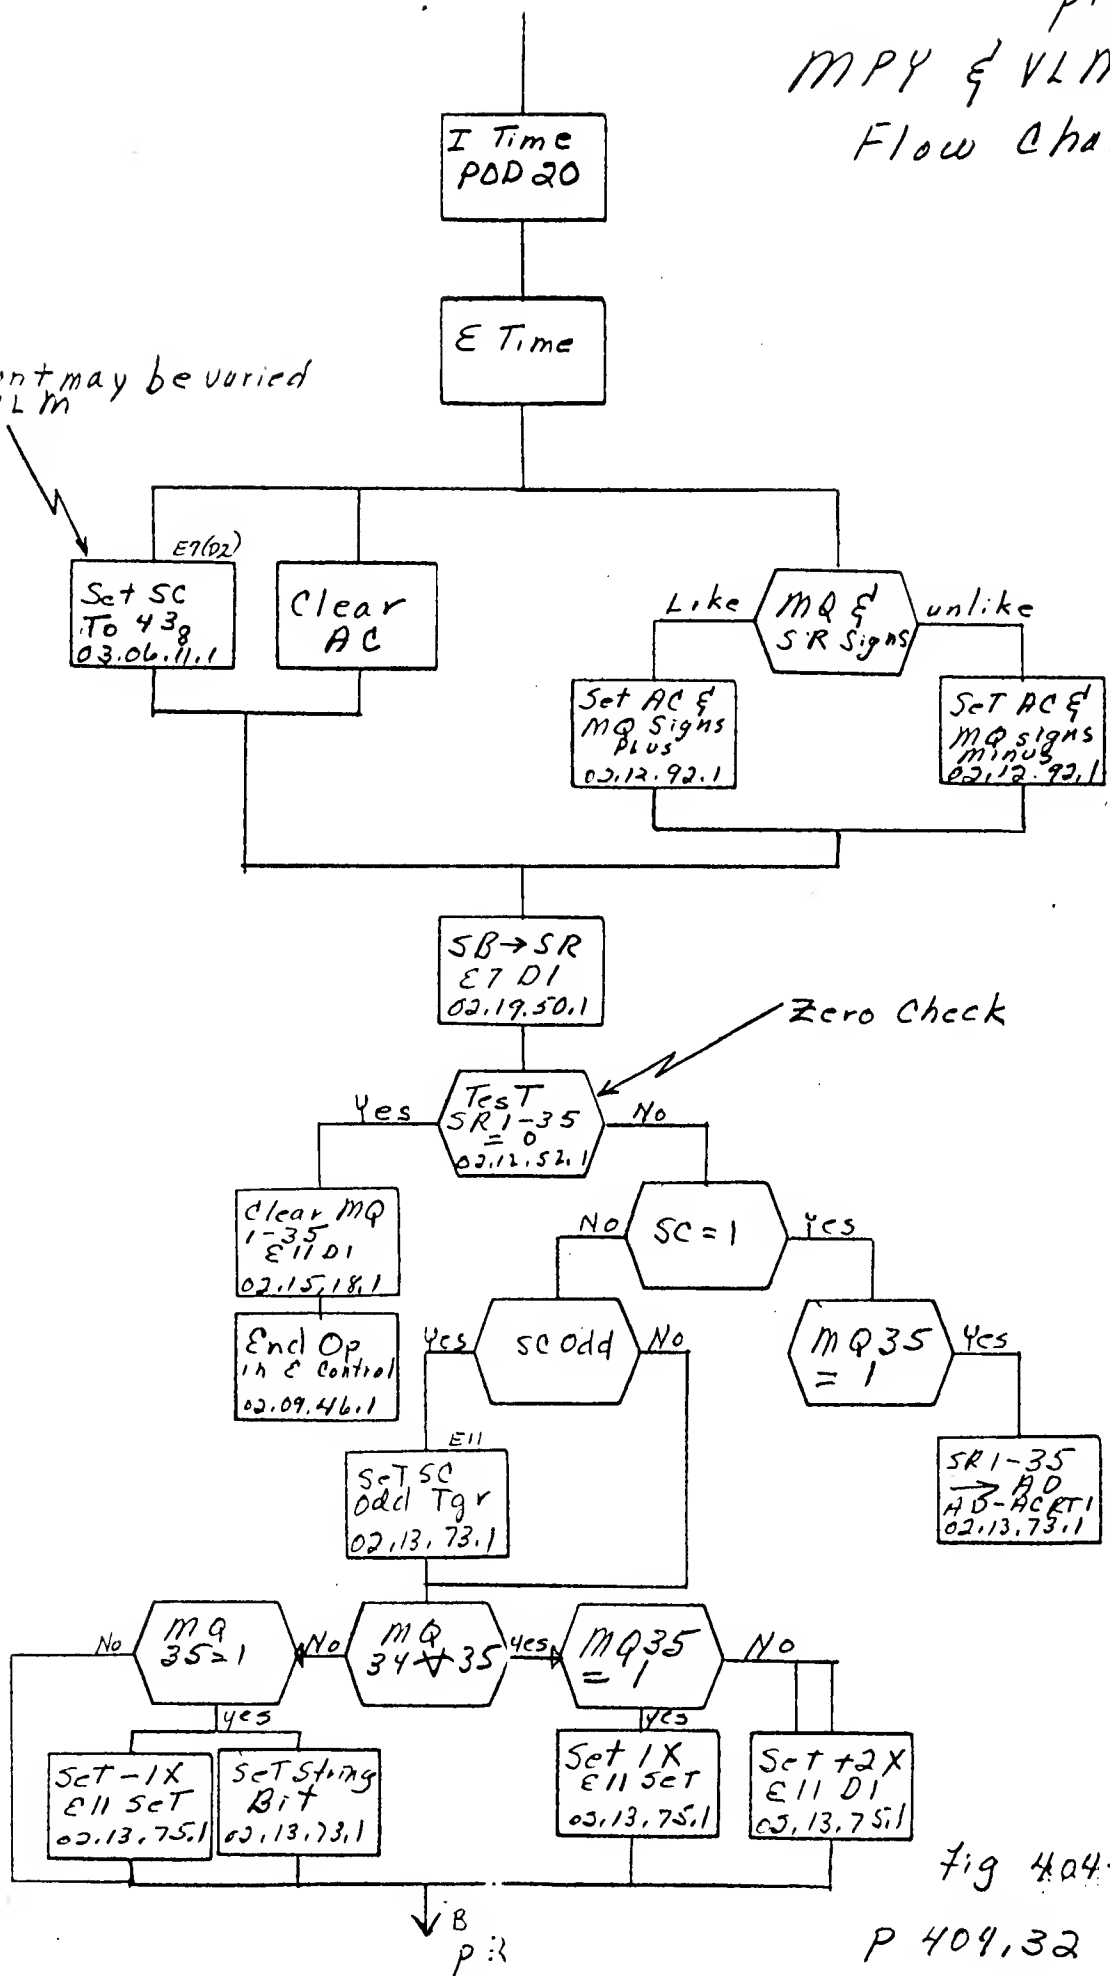 MPY & VLM
Flow Cha
I Time
POD 20
E Time
may be varied
LM
E7(D2)
Set SC
To 43₈
03.06.11.1
Clear
AC
Like
MQ &
SR Signs
unlike
Set AC &
MQ Signs
Plus
02.12.92.1
SeT AC &
MQ signs
minus
02.12.92.1
SB→SR
E7 D1
02.19.50.1
Zero Check
Yes
TesT
SR 1-35
= 0
02.12.52.1
No
Clear MQ
1-35
E11 D1
02.15.18.1
No
SC = 1
Yes
End Op
in E Control
02.09.46.1
Yes
SC Odd
No
MQ35
= 1
Yes
E11
SeT SC
Odd Tgr
02.13.73.1
SR 1-35
→ AD
AD-ACRT1
02.13.73.1
No
MQ
35=1
No
MQ
34 ⊻ 35
yes
MQ35
= 1
No
yes
yes
Set -1X
E11 SeT
02.13.75.1
SeT String
Bit
02.13.73.1
Set 1X
E11 SeT
02.13.75.1
Set +2X
E11 D1
02.13.75.1
B
p
Fig 404-
P 404.32